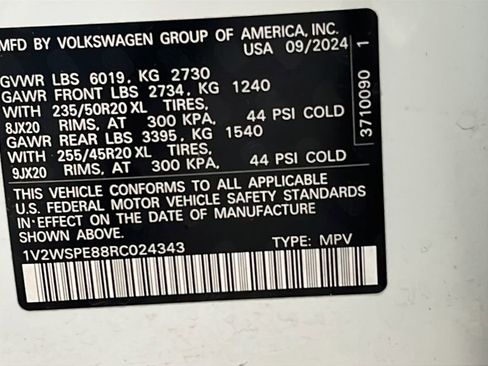 MFD BY VOLKSWAGEN GROUP OF AMERICA, INC.
USA 09/2024
GVWR LBS 6019, KG 2730
GAWR FRONT LBS 2734, KG 1240
WITH 235/50R20 XL TIRES,
8JX20 RIMS, AT 300 KPA, 44 PSI COLD
GAWR REAR LBS 3395, KG 1540
WITH 255/45R20 XL TIRES,
9JX20 RIMS, AT 300 KPA, 44 PSI COLD
THIS VEHICLE CONFORMS TO ALL APPLICABLE
U.S. FEDERAL MOTOR VEHICLE SAFETY STANDARDS
IN EFFECT ON THE DATE OF MANUFACTURE
SHOWN ABOVE.
1V2WSPE88RC024343 TYPE: MPV
3710090 1